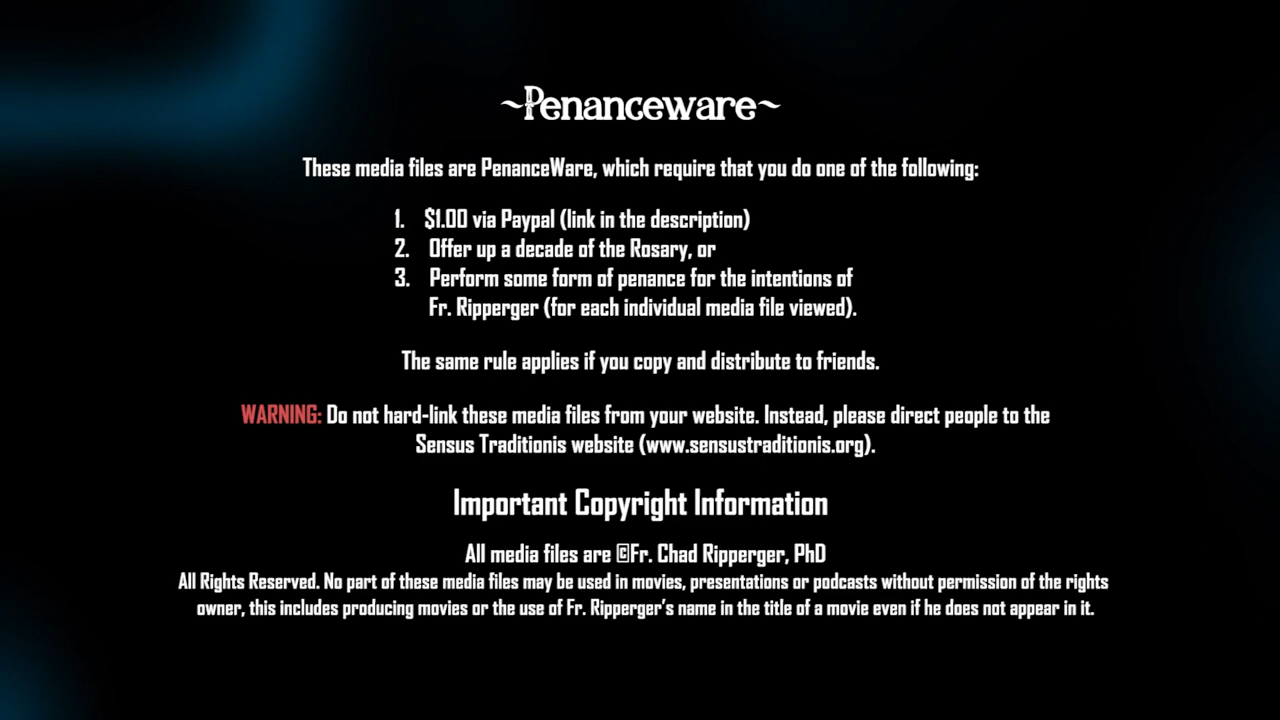 ~Penanceware~
These media files are PenanceWare, which require that you do one of the following:
1. $1.00 via Paypal (link in the description)
2. Offer up a decade of the Rosary, or
3. Perform some form of penance for the intentions of
Fr. Ripperger (for each individual media file viewed).
The same rule applies if you copy and distribute to friends.
WARNING: Do not hard-link these media files from your website. Instead, please direct people to the
Sensus Traditionis website (www.sensustraditionis.org).
Important Copyright Information
All media files are ©Fr. Chad Ripperger, PhD
All Rights Reserved. No part of these media files may be used in movies, presentations or podcasts without permission of the rights
owner, this includes producing movies or the use of Fr. Ripperger's name in the title of a movie even if he does not appear in it.